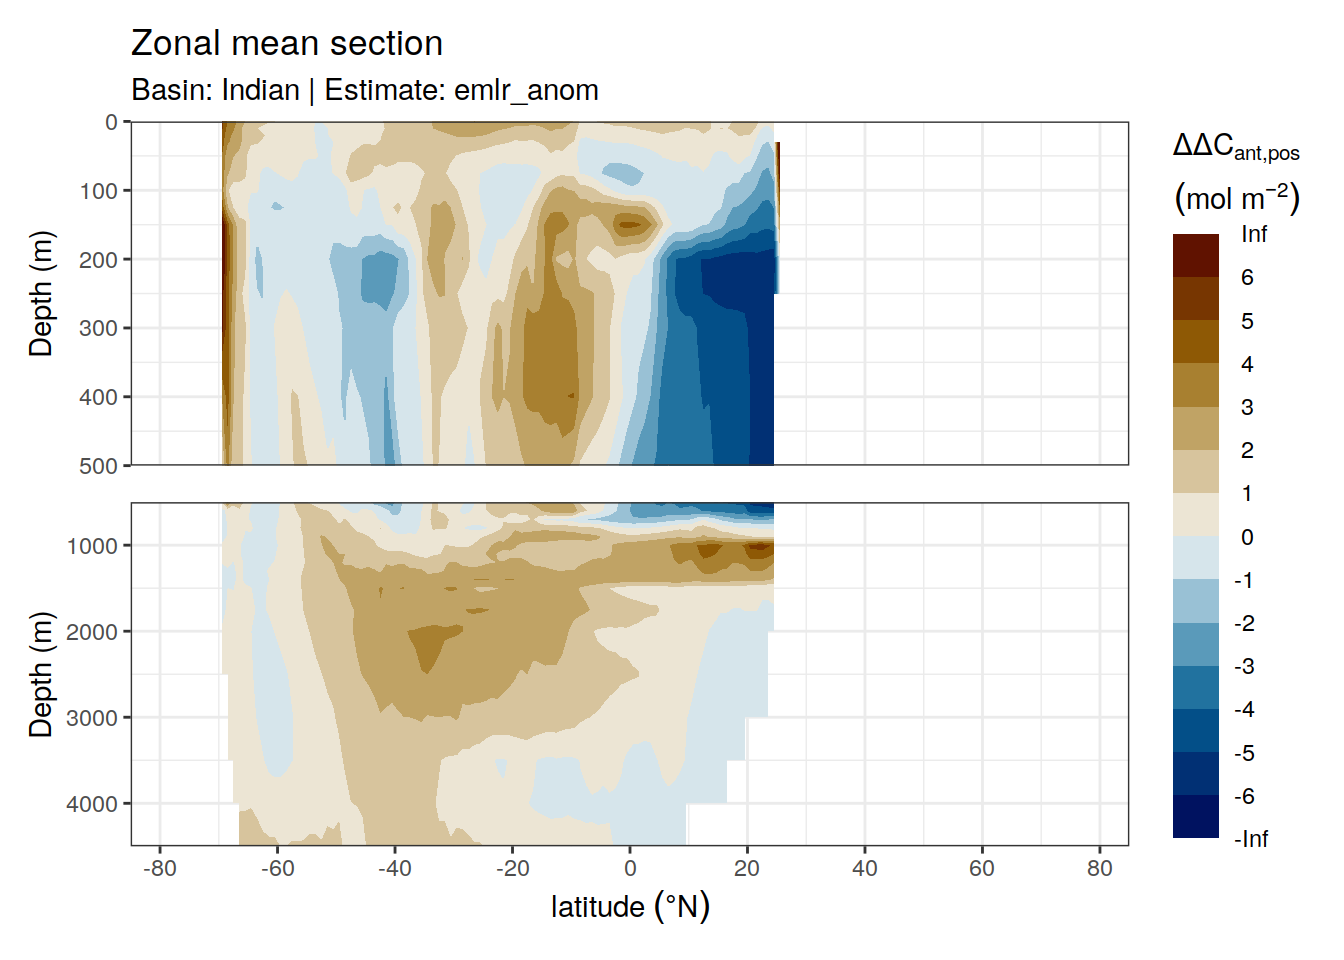 Zonal mean section
Basin: Indian | Estimate: emlr_anom
ΔΔCant,pos
(mol m−2)
Inf
6
5
4
3
2
1
0
-1
-2
-3
-4
-5
-6
-Inf
Depth (m)
0
100
200
300
400
500
Depth (m)
1000
2000
3000
4000
-80 -60 -40 -20 0 20 40 60 80
latitude (°N)